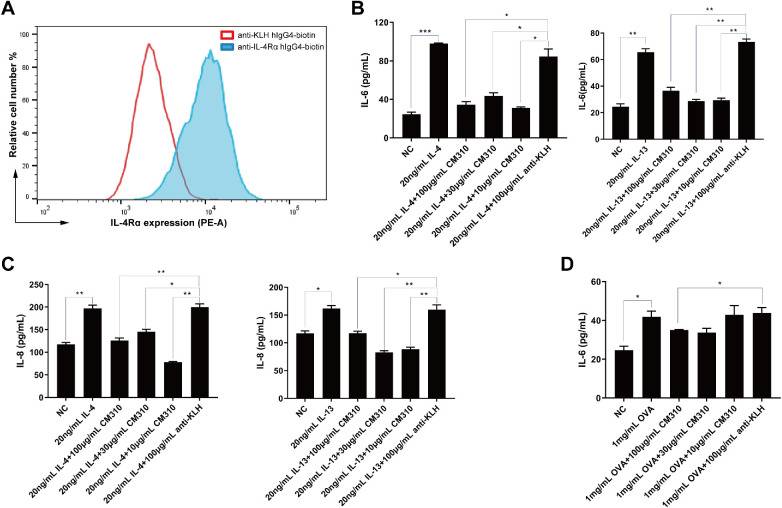 A
anti-KLH hIgG4-biotin
anti-IL-4Rα hIgG4-biotin
Relative cell number %
100
80
60
40
20
0
10²
10³
10⁴
10⁵
IL-4Rα expression (PE-A)
B
IL-6
(pg/mL)
120
80
40
0
***
*
*
*
NC
20ng/mL IL-4
20ng/mL IL-4+100μg/mL CM310
20ng/mL IL-4+30μg/mL CM310
20ng/mL IL-4+10μg/mL CM310
20ng/mL IL-4+100μg/mL anti-KLH
IL-6(pg/mL)
80
60
40
20
0
**
**
**
**
NC
20ng/mL IL-13
20ng/mL IL-13+100μg/mL CM310
20ng/mL IL-13+30μg/mL CM310
20ng/mL IL-13+10μg/mL CM310
20ng/mL IL-13+100μg/mL anti-KLH
C
IL-8
(pg/mL)
250
200
150
100
50
0
**
**
*
**
NC
20ng/mL IL-4
20ng/mL IL-4+100μg/mL CM310
20ng/mL IL-4+30μg/mL CM310
20ng/mL IL-4+10μg/mL CM310
20ng/mL IL-4+100μg/mL anti-KLH
IL-8
(pg/mL)
200
150
100
50
0
*
*
**
**
NC
20ng/mL IL-13
20ng/mL IL-13+100μg/mL CM310
20ng/mL IL-13+30μg/mL CM310
20ng/mL IL-13+10μg/mL CM310
20ng/mL IL-13+100μg/mL anti-KLH
D
IL-6
(pg/mL)
60
40
20
0
*
*
NC
1mg/mL OVA
1mg/mL OVA+100μg/mL CM310
1mg/mL OVA+30μg/mL CM310
1mg/mL OVA+10μg/mL CM310
1mg/mL OVA+100μg/mL anti-KLH